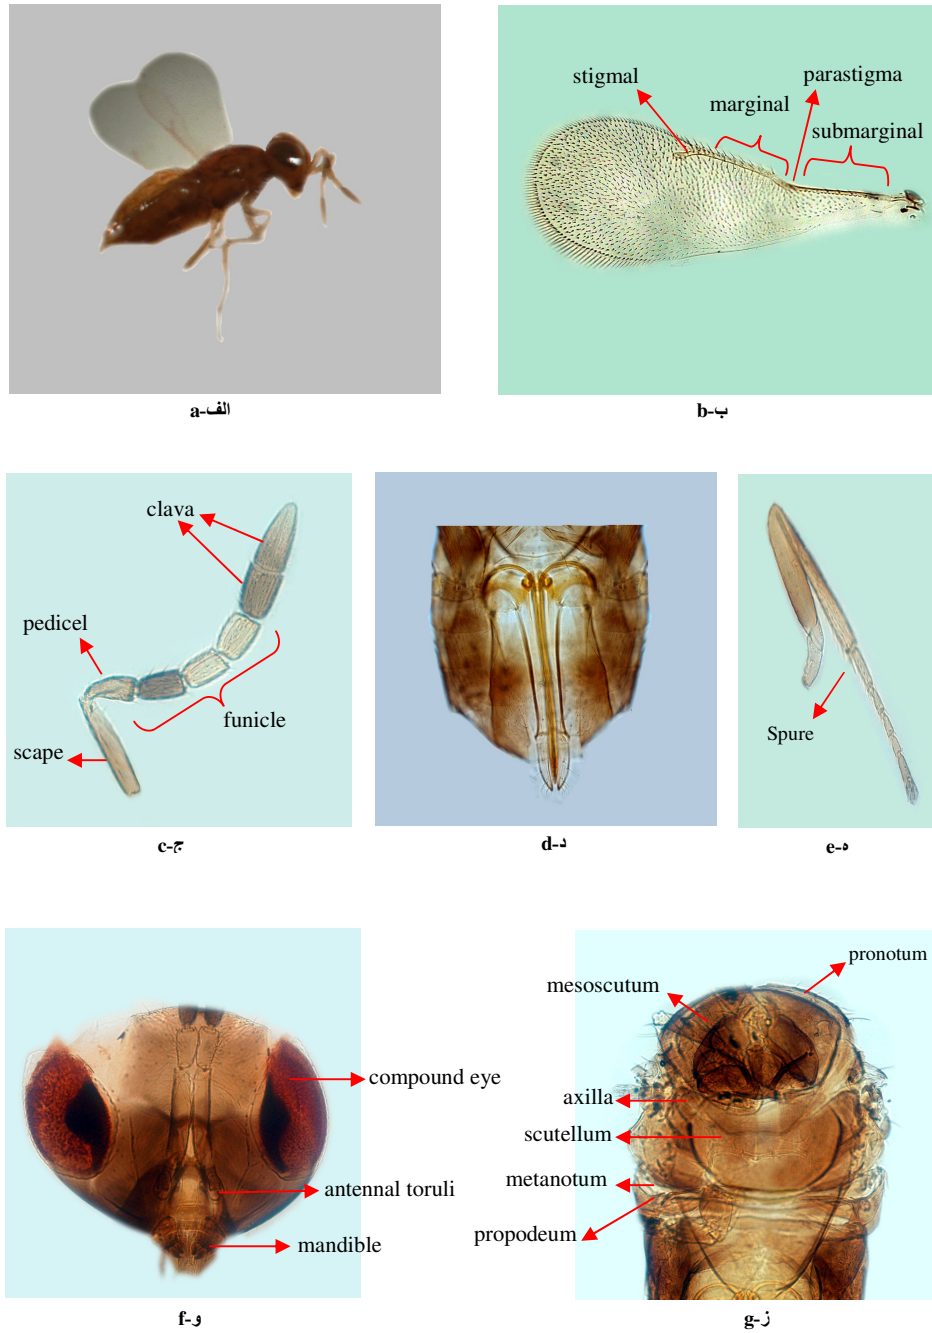 stigmal
parastigma
marginal
submarginal
a-الف
b-ب
clava
pedicel
funicle
scape
Spure
c-ج
d-د
e-ه
pronotum
mesoscutum
compound eye
axilla
scutellum
antennal toruli
metanotum
mandible
propodeum
f-و
g-ز